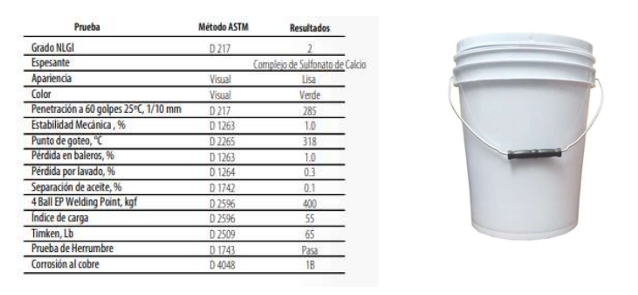 Prueba Método ASTM Resultados
Grado NLGI D 217 2
Espesante Complejo de Sulfonato de Calcio
Apariencia Visual Lisa
Color Visual Verde
Penetración a 60 golpes 25ºC, 1/10 mm D 217 285
Estabilidad Mecánica , % D 1263 1.0
Punto de goteo, °C D 2265 318
Pérdida en baleros, % D 1263 1.0
Pérdida por lavado, % D 1264 0.3
Separación de aceite, % D 1742 0.1
4 Ball EP Welding Point, kgf D 2596 400
Índice de carga D 2596 55
Timken, Lb D 2509 65
Prueba de Herrumbre D 1743 Pasa
Corrosión al cobre D 4048 1B